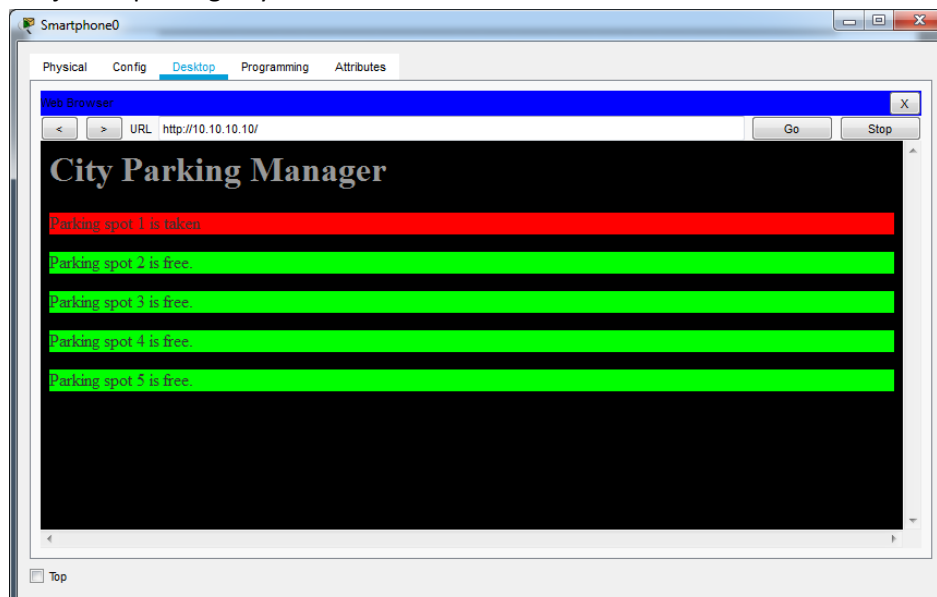 Smartphone0
Physical Config Desktop Programming Attributes
Web Browser
X
< > URL http://10.10.10.10/ Go Stop
City Parking Manager
Parking spot 1 is taken
Parking spot 2 is free.
Parking spot 3 is free.
Parking spot 4 is free.
Parking spot 5 is free.
Top